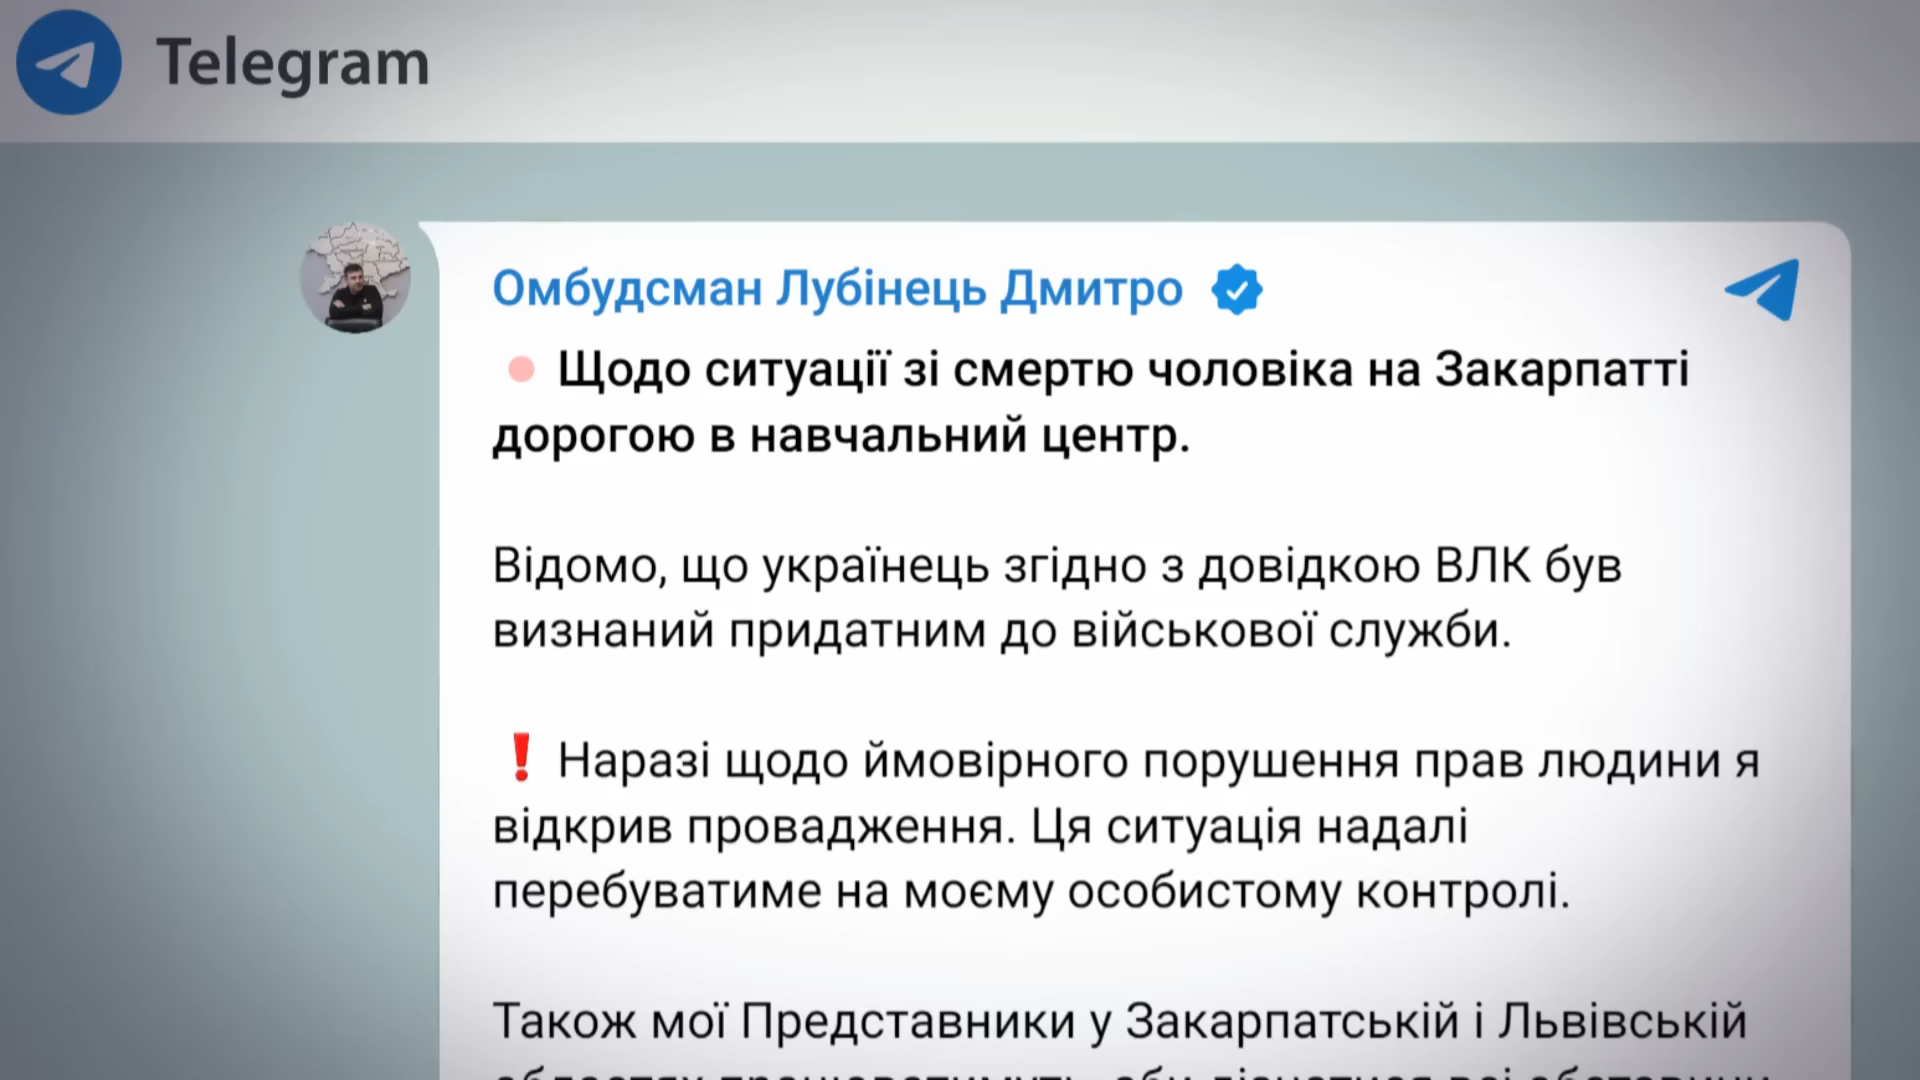 Telegram
Омбудсман Лубінець Дмитро
Щодо ситуації зі смертю чоловіка на Закарпатті
дорогою в навчальний центр.
Відомо, що українець згідно з довідкою ВЛК був
визнаний придатним до військової служби.
❗ Наразі щодо ймовірного порушення прав людини я
відкрив провадження. Ця ситуація надалі
перебуватиме на моєму особистому контролі.
Також мої Представники у Закарпатській і Львівській